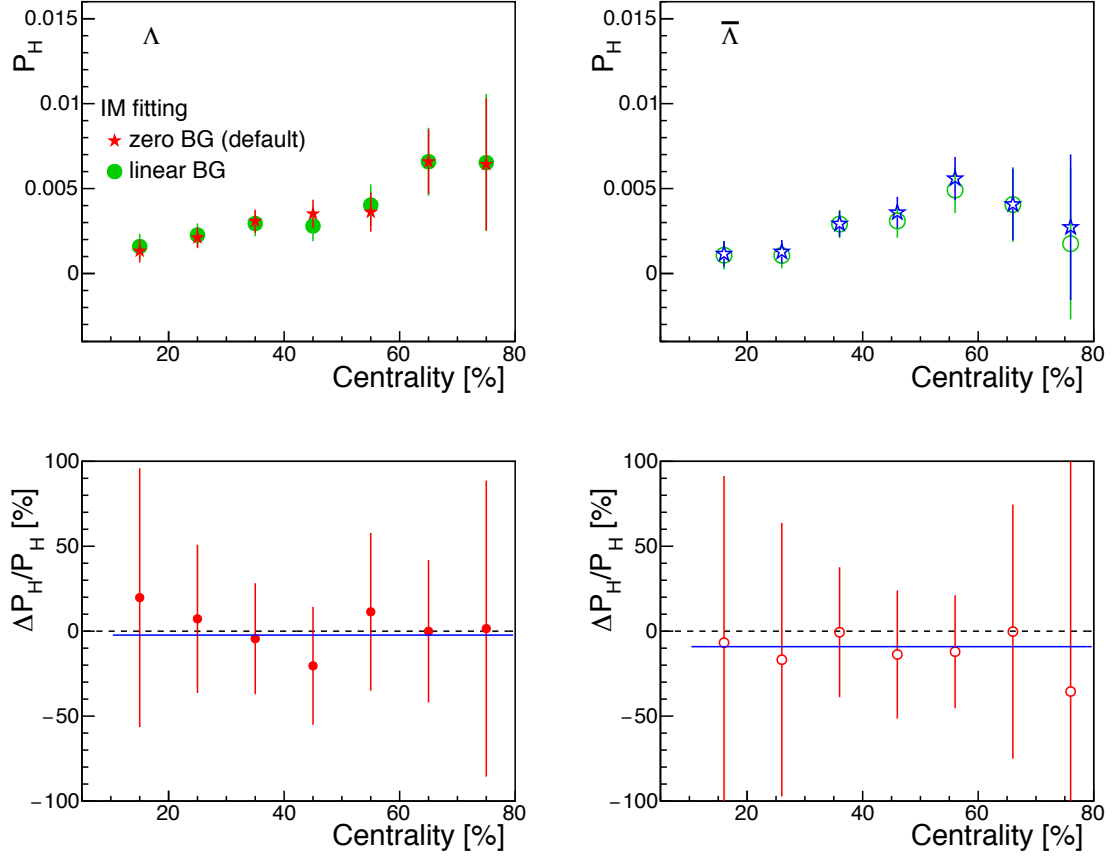 P_H
0.015
0.01
0.005
0
Λ
IM fitting
zero BG (default)
linear BG
20 40 60 80
Centrality [%]
P_H
0.015
0.01
0.005
0
Λ̅
20 40 60 80
Centrality [%]
ΔP_H/P_H [%]
100
50
0
−50
−100
20 40 60 80
Centrality [%]
ΔP_H/P_H [%]
100
50
0
−50
−100
20 40 60 80
Centrality [%]